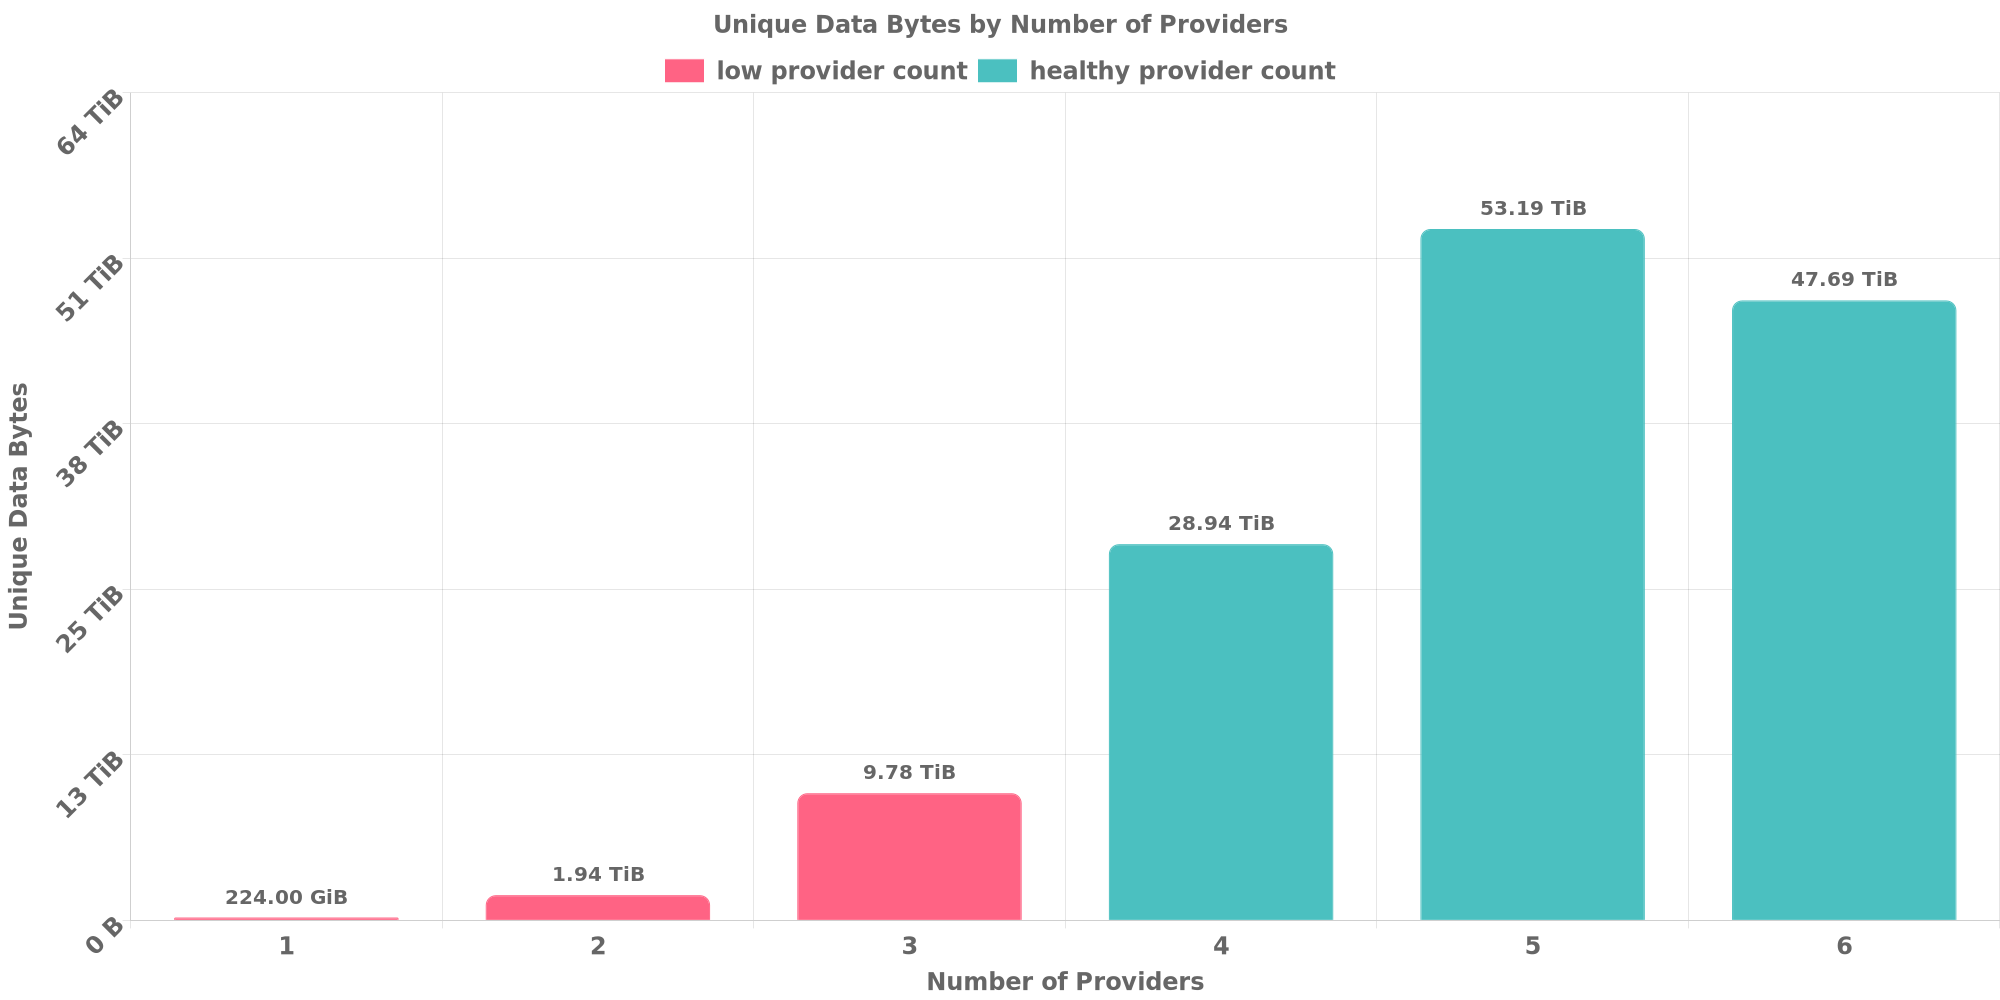 Unique Data Bytes by Number of Providers
low provider count healthy provider count
64 TiB
51 TiB
38 TiB
25 TiB
13 TiB
0 B
Unique Data Bytes
224.00 GiB
1.94 TiB
9.78 TiB
28.94 TiB
53.19 TiB
47.69 TiB
1 2 3 4 5 6
Number of Providers